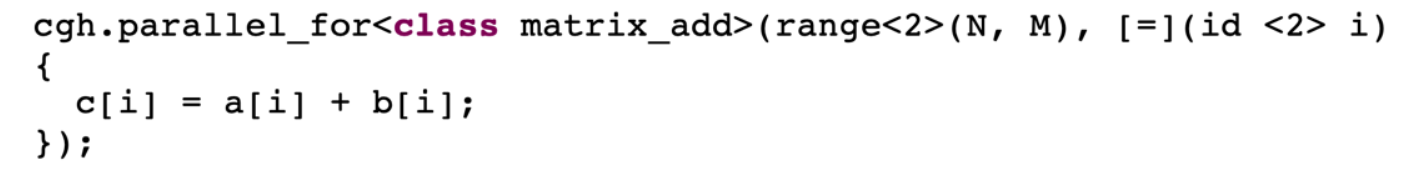 cgh.parallel_for<class matrix_add>(range<2>(N, M), [=](id <2> i)
{
  c[i] = a[i] + b[i];
});